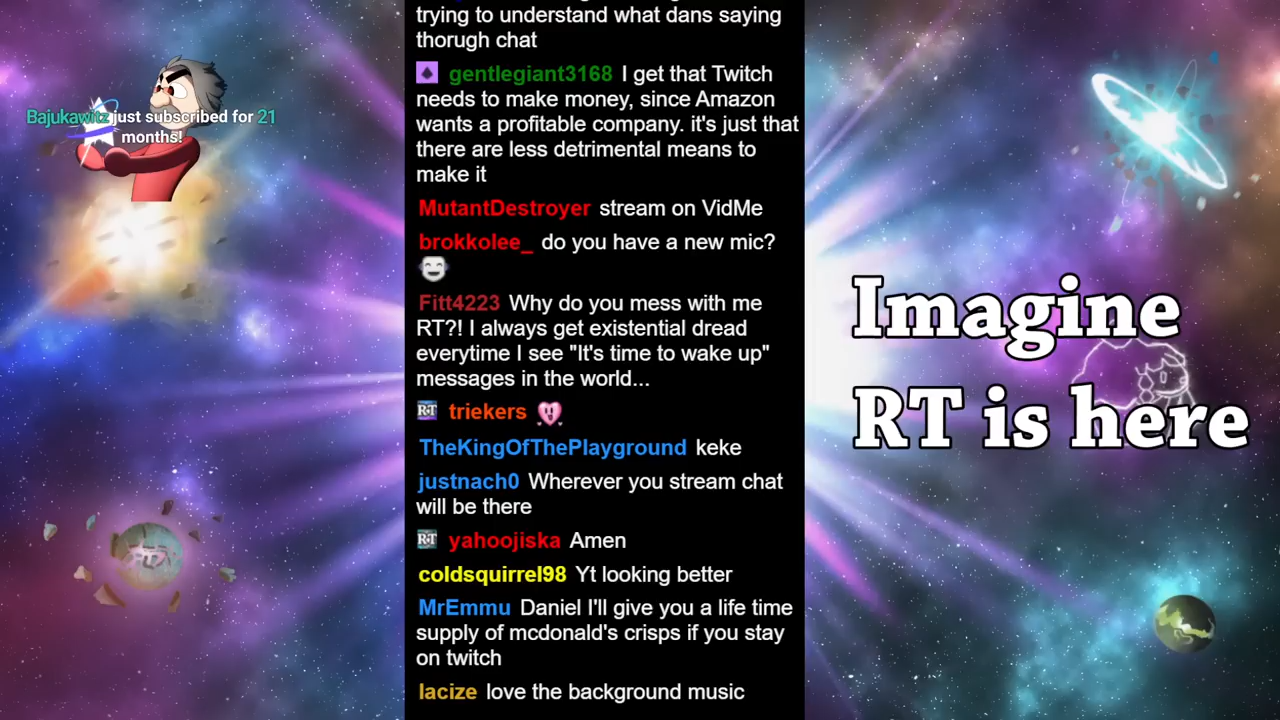 Bajukawitz just subscribed for 21
months!
trying to understand what dans saying
thorugh chat
gentlegiant3168 I get that Twitch
needs to make money, since Amazon
wants a profitable company. it's just that
there are less detrimental means to
make it
MutantDestroyer stream on VidMe
brokkolee_ do you have a new mic?
Fitt4223 Why do you mess with me
RT?! I always get existential dread
everytime I see "It's time to wake up"
messages in the world...
RT triekers
TheKingOfThePlayground keke
justnach0 Wherever you stream chat
will be there
RT yahoojiska Amen
coldsquirrel98 Yt looking better
MrEmmu Daniel I'll give you a life time
supply of mcdonald's crisps if you stay
on twitch
lacize love the background music
Imagine
RT is here